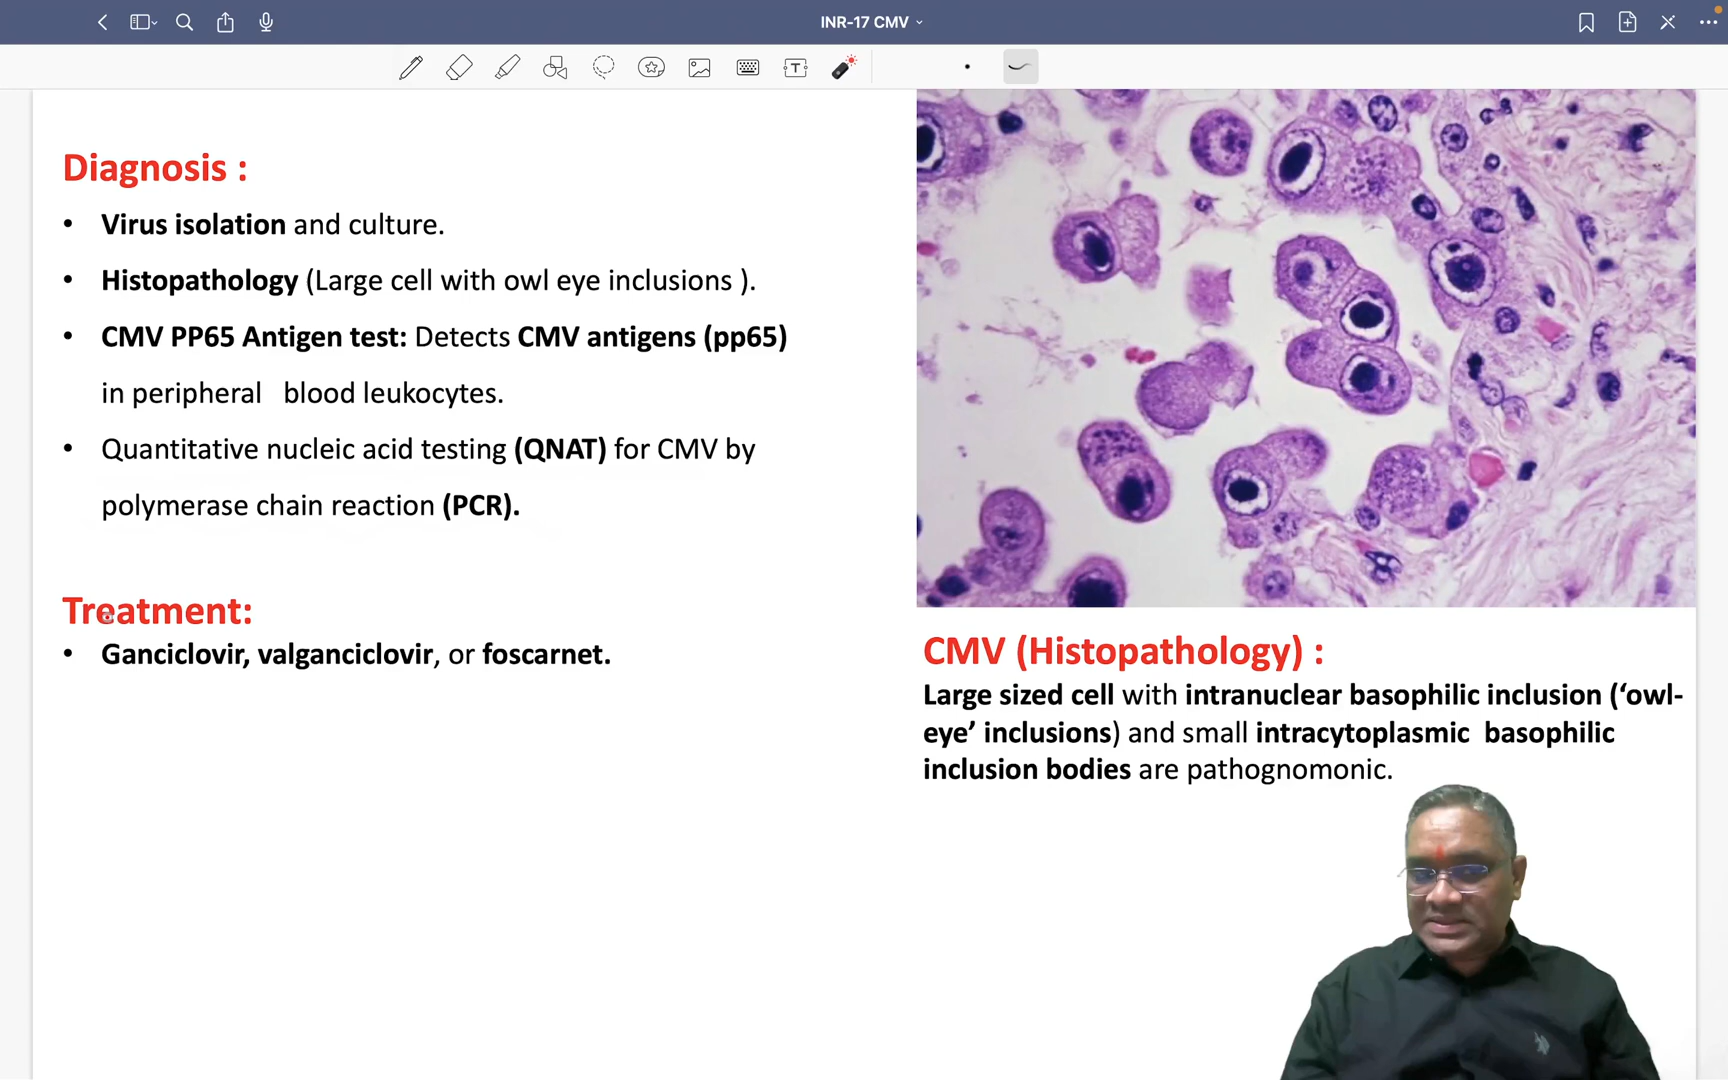 INR-17 CMV
Diagnosis :
• Virus isolation and culture.
• Histopathology (Large cell with owl eye inclusions ).
• CMV PP65 Antigen test: Detects CMV antigens (pp65)
in peripheral blood leukocytes.
• Quantitative nucleic acid testing (QNAT) for CMV by
polymerase chain reaction (PCR).
Treatment:
• Ganciclovir, valganciclovir, or foscarnet.
CMV (Histopathology) :
Large sized cell with intranuclear basophilic inclusion (‘owl-
eye’ inclusions) and small intracytoplasmic basophilic
inclusion bodies are pathognomonic.